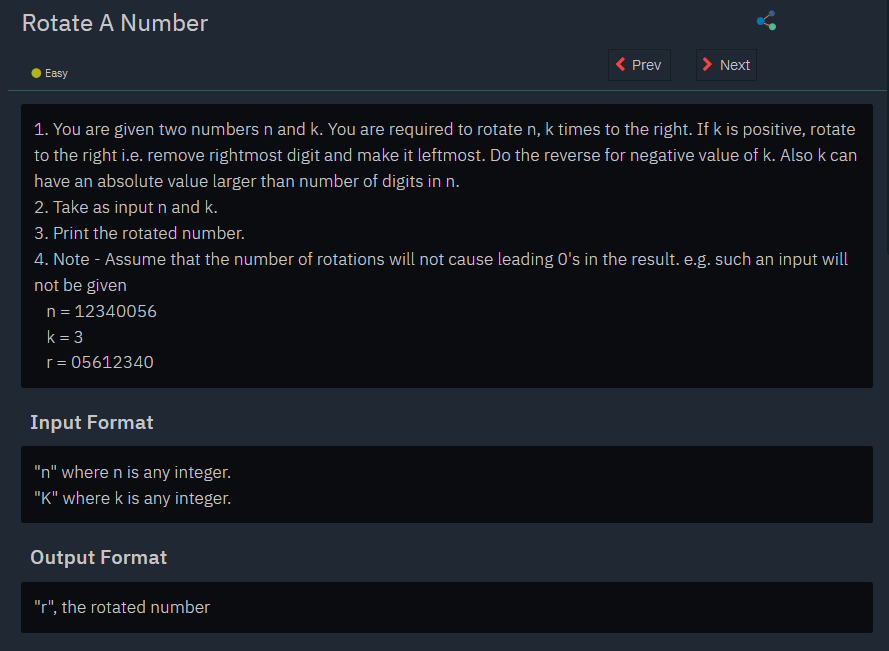 Rotate A Number
Easy
Prev
Next
1. You are given two numbers n and k. You are required to rotate n, k times to the right. If k is positive, rotate
to the right i.e. remove rightmost digit and make it leftmost. Do the reverse for negative value of k. Also k can
have an absolute value larger than number of digits in n.
2. Take as input n and k.
3. Print the rotated number.
4. Note - Assume that the number of rotations will not cause leading 0's in the result. e.g. such an input will
not be given
n = 12340056
k = 3
r = 05612340
Input Format
"n" where n is any integer.
"K" where k is any integer.
Output Format
"r", the rotated number